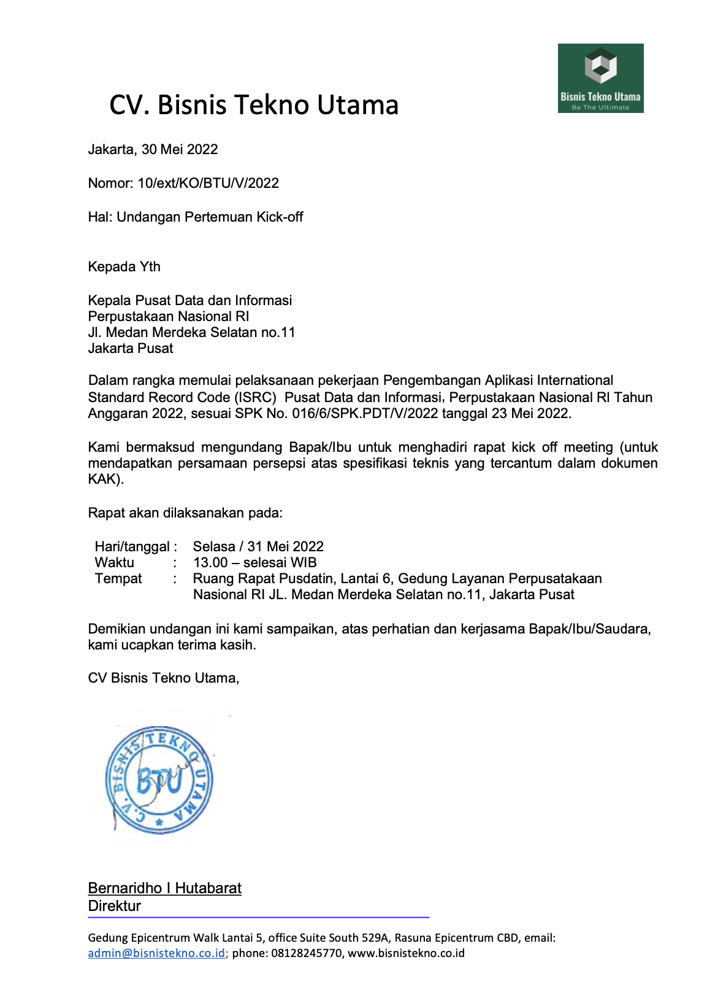 Bisnis Tekno Utama
Be The Ultimate
CV. Bisnis Tekno Utama
Jakarta, 30 Mei 2022
Nomor: 10/ext/KO/BTU/V/2022
Hal: Undangan Pertemuan Kick-off
Kepada Yth
Kepala Pusat Data dan Informasi
Perpustakaan Nasional RI
Jl. Medan Merdeka Selatan no.11
Jakarta Pusat
Dalam rangka memulai pelaksanaan pekerjaan Pengembangan Aplikasi International
Standard Record Code (ISRC)  Pusat Data dan Informasi, Perpustakaan Nasional RI Tahun
Anggaran 2022, sesuai SPK No. 016/6/SPK.PDT/V/2022 tanggal 23 Mei 2022.
Kami bermaksud mengundang Bapak/Ibu untuk menghadiri rapat kick off meeting (untuk
mendapatkan persamaan persepsi atas spesifikasi teknis yang tercantum dalam dokumen
KAK).
Rapat akan dilaksanakan pada:
Hari/tanggal : Selasa / 31 Mei 2022
Waktu : 13.00 – selesai WIB
Tempat : Ruang Rapat Pusdatin, Lantai 6, Gedung Layanan Perpusatakaan
Nasional RI JL. Medan Merdeka Selatan no.11, Jakarta Pusat
Demikian undangan ini kami sampaikan, atas perhatian dan kerjasama Bapak/Ibu/Saudara,
kami ucapkan terima kasih.
CV Bisnis Tekno Utama,
C.V. BISNIS TEKNO UTAMA
BTU
Bernaridho I Hutabarat
Direktur
Gedung Epicentrum Walk Lantai 5, office Suite South 529A, Rasuna Epicentrum CBD, email:
admin@bisnistekno.co.id; phone: 08128245770, www.bisnistekno.co.id